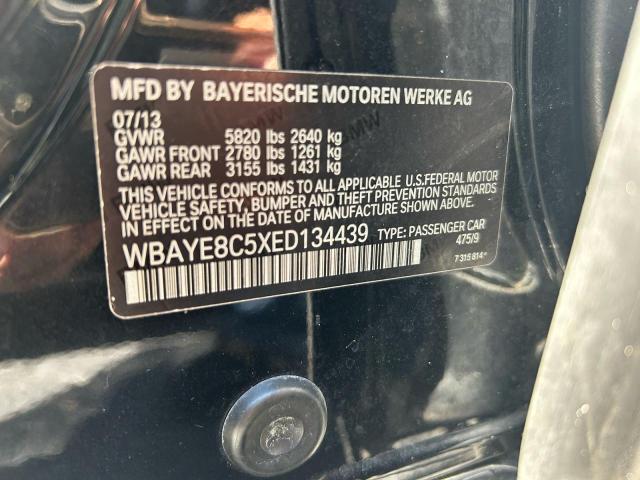 MFD BY BAYERISCHE MOTOREN WERKE AG
07/13
GVWR 5820 lbs 2640 kg
GAWR FRONT 2780 lbs 1261 kg
GAWR REAR 3155 lbs 1431 kg
THIS VEHICLE CONFORMS TO ALL APPLICABLE U.S.FEDERAL MOTOR
VEHICLE SAFETY, BUMPER AND THEFT PREVENTION STANDARDS
IN EFFECT ON THE DATE OF MANUFACTURE SHOWN ABOVE.
WBAYE8C5XED134439 TYPE: PASSENGER CAR
475/9
7 315 814